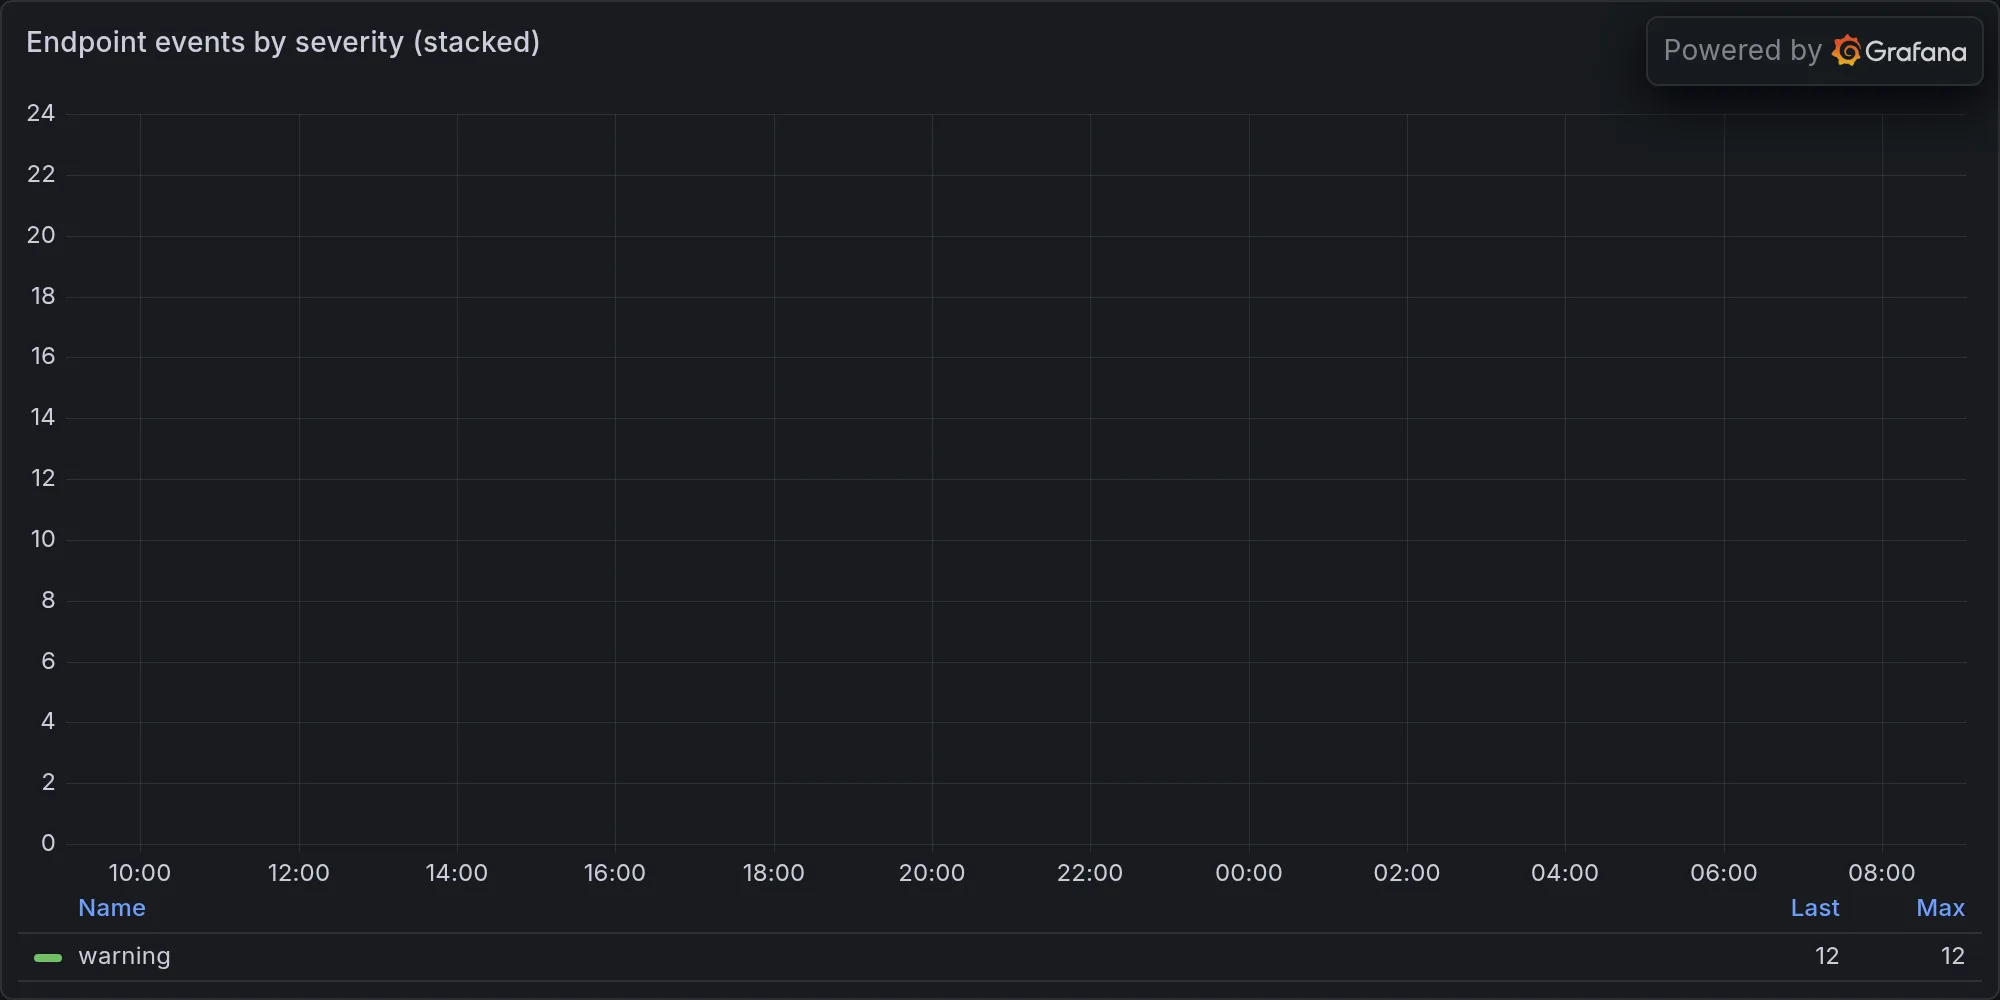 Endpoint events by severity (stacked)
Powered by Grafana
24
22
20
18
16
14
12
10
8
6
4
2
0
10:00 12:00 14:00 16:00 18:00 20:00 22:00 00:00 02:00 04:00 06:00 08:00
Name Last Max
warning 12 12